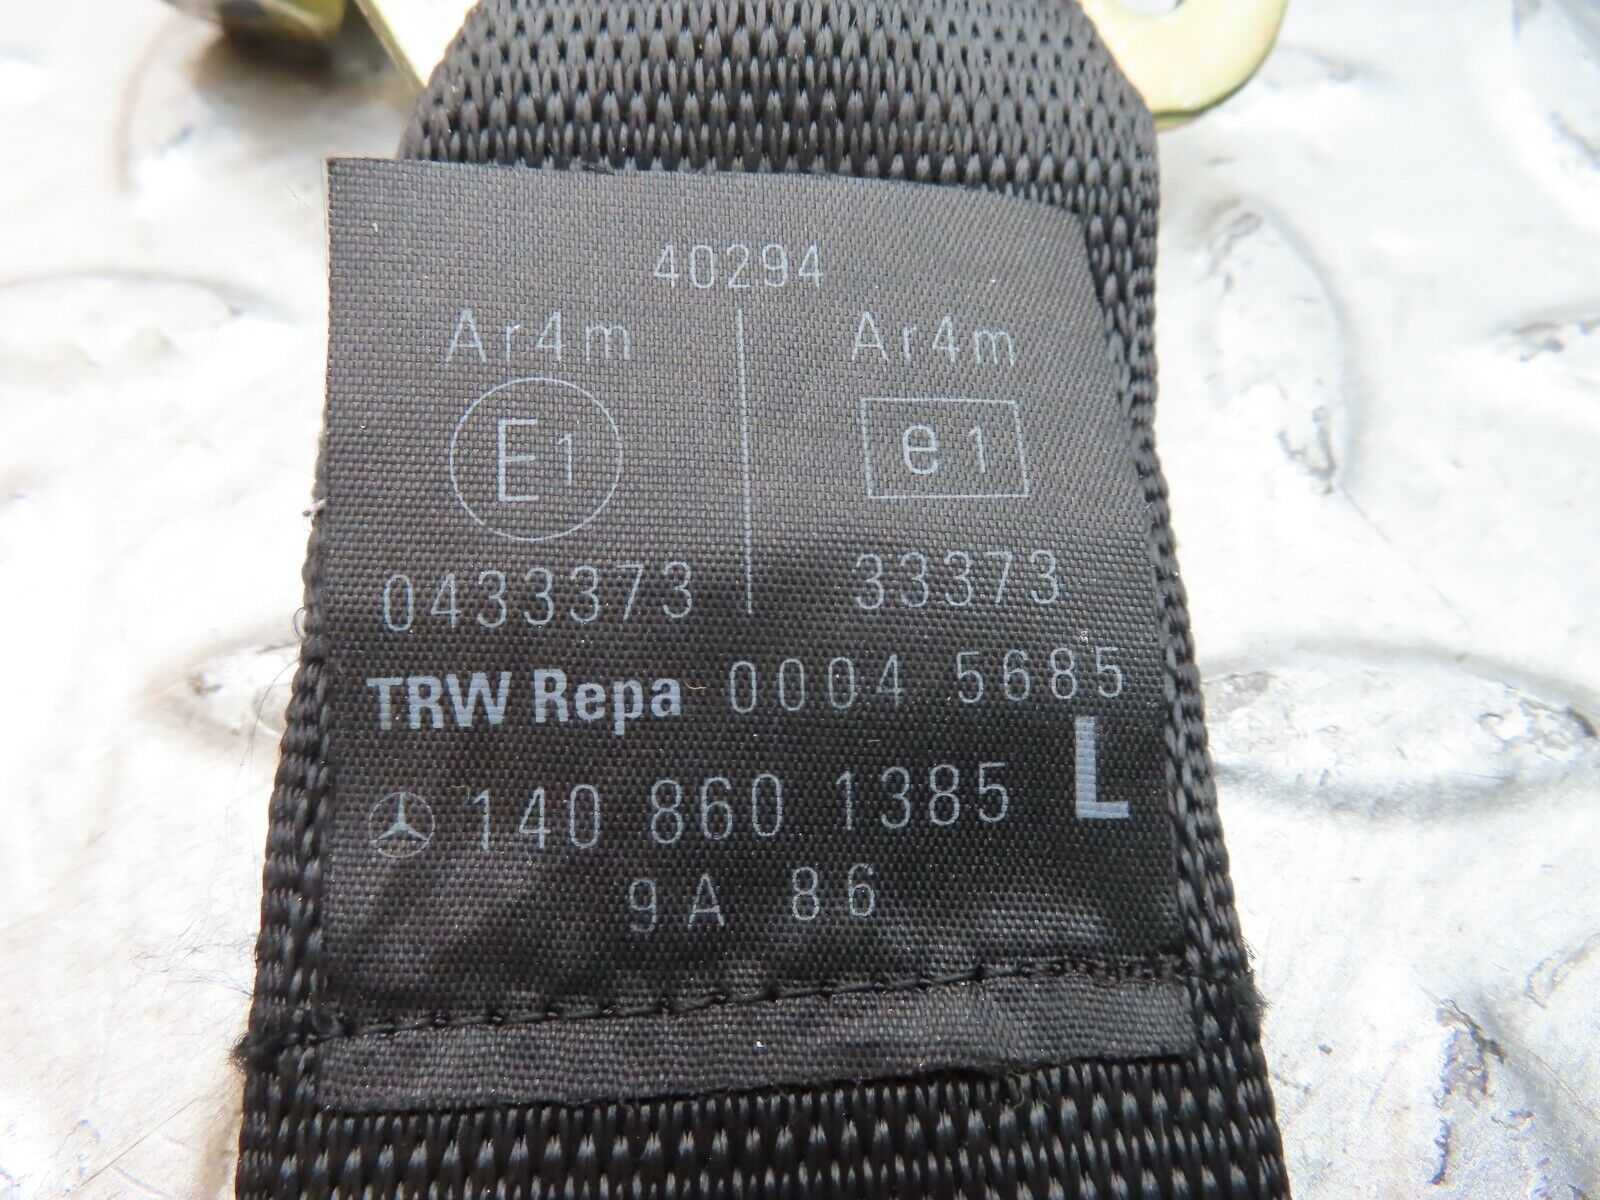 40294
Ar4m Ar4m
E1 e1
0433373 33373
TRW Repa 0004 5685
140 860 1385 L
9A 86